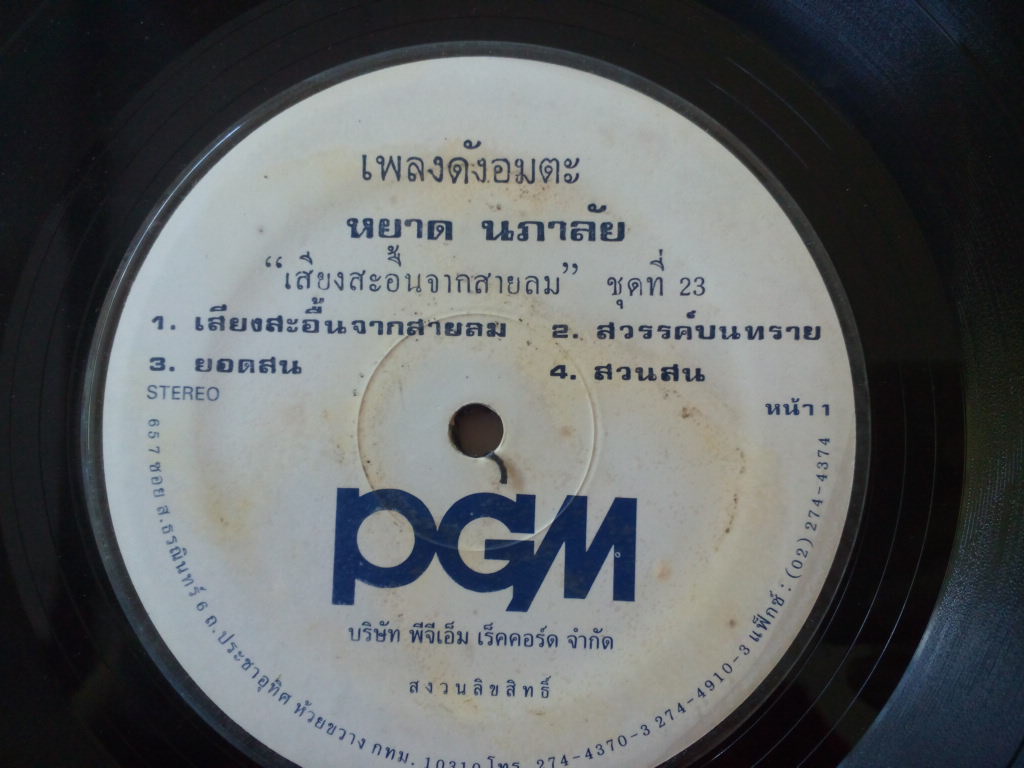 เพลงดังอมตะ
หยาด นภาลัย
“เสียงสะอื้นจากสายลม” ชุดที่ 23
1. เสียงสะอื้นจากสายลม 2. สวรรค์บนทราย
3. ยอดสน 4. สวนสน
STEREO
หน้า 1
PGM
บริษัท พีจีเอ็ม เร็คคอร์ด จำกัด
สงวนลิขสิทธิ์
657 ซอย ส.ธรณินทร์ 6 ถ.ประชาอุทิศ ห้วยขวาง กทม. 10310 โทร. 274-4370-3 274-4910-3 แฟ็กซ์ : (02) 274-4374